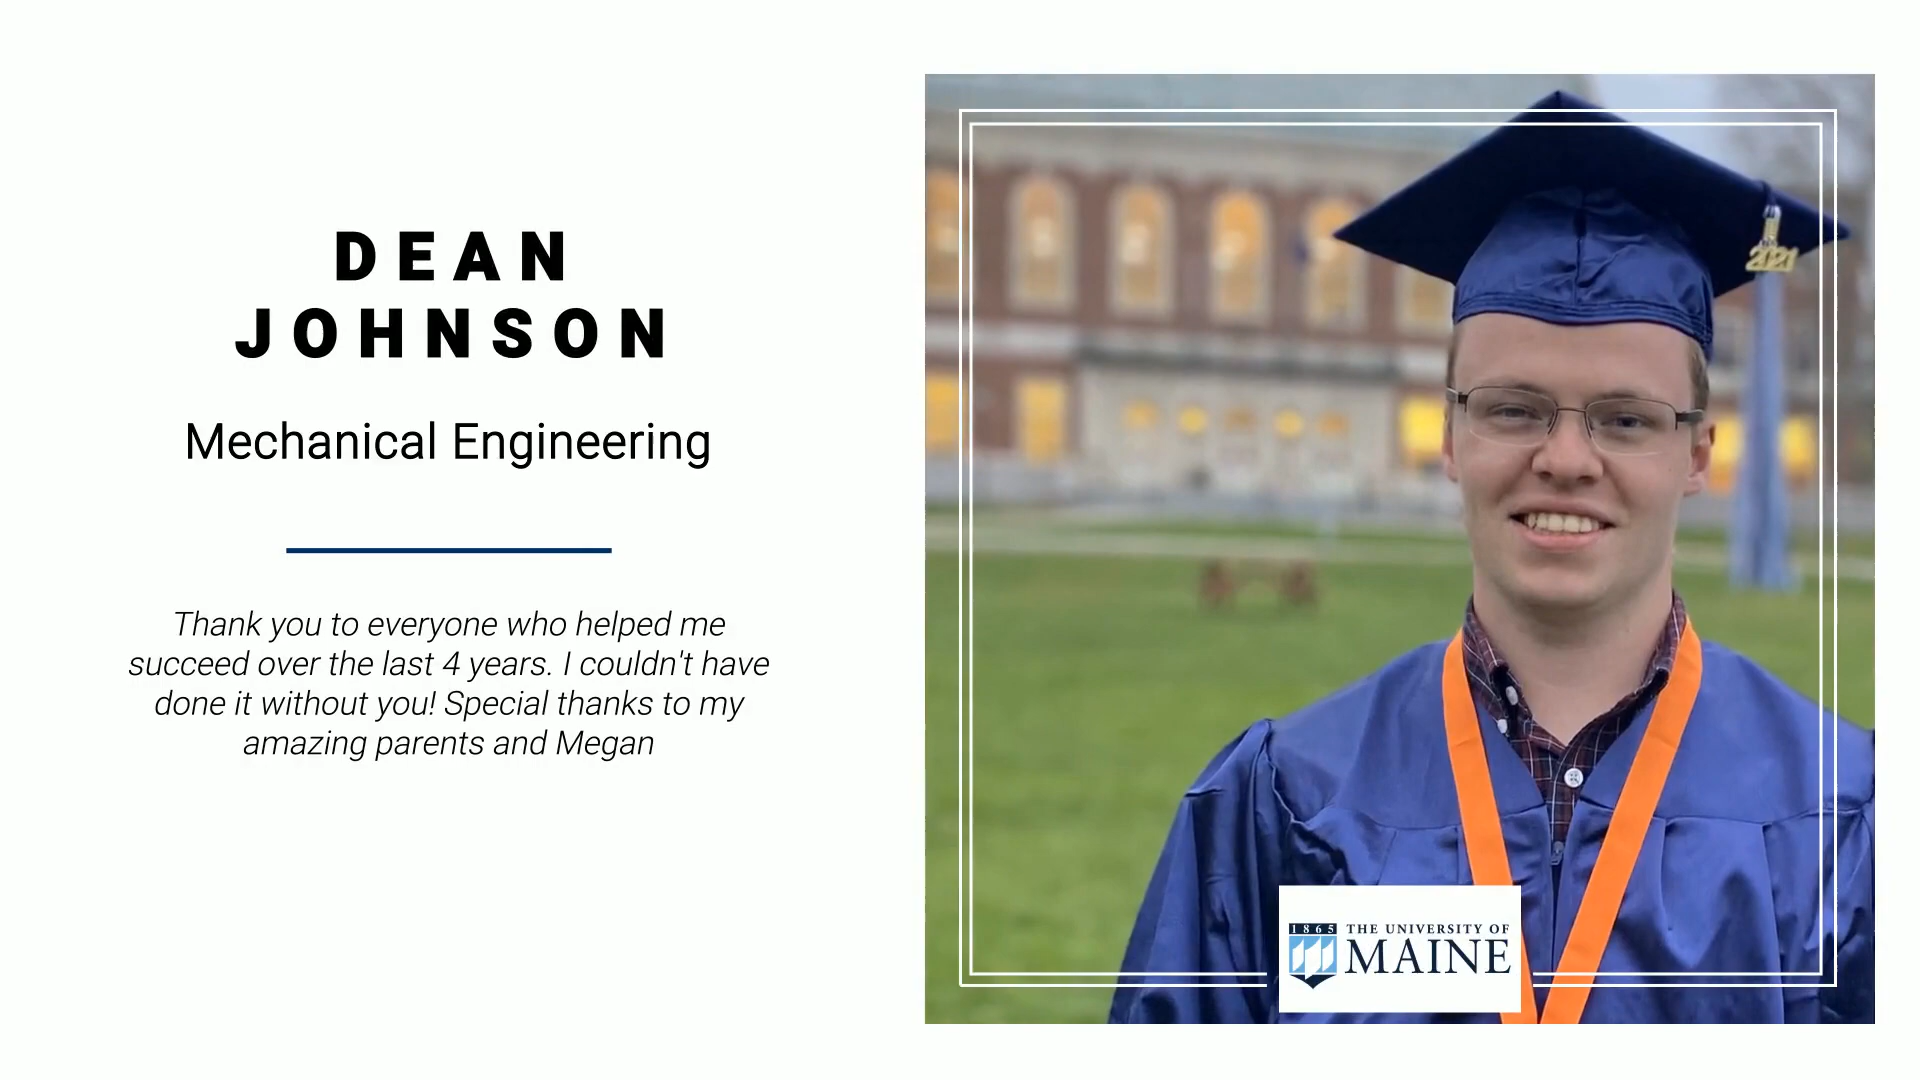 DEAN
JOHNSON
Mechanical Engineering
Thank you to everyone who helped me
succeed over the last 4 years. I couldn't have
done it without you! Special thanks to my
amazing parents and Megan
2021
1865
THE UNIVERSITY OF
MAINE